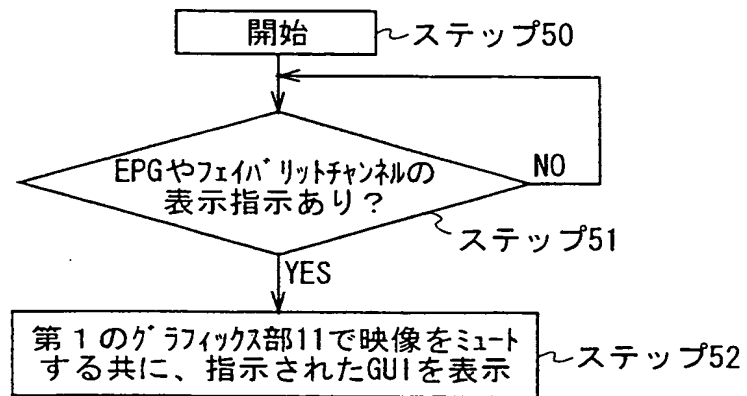 開始
ステップ50
EPGやフェイバリットチャンネルの
表示指示あり？
NO
ステップ51
YES
第1のグラフィックス部11で映像をミュート
する共に、指示されたGUIを表示
ステップ52